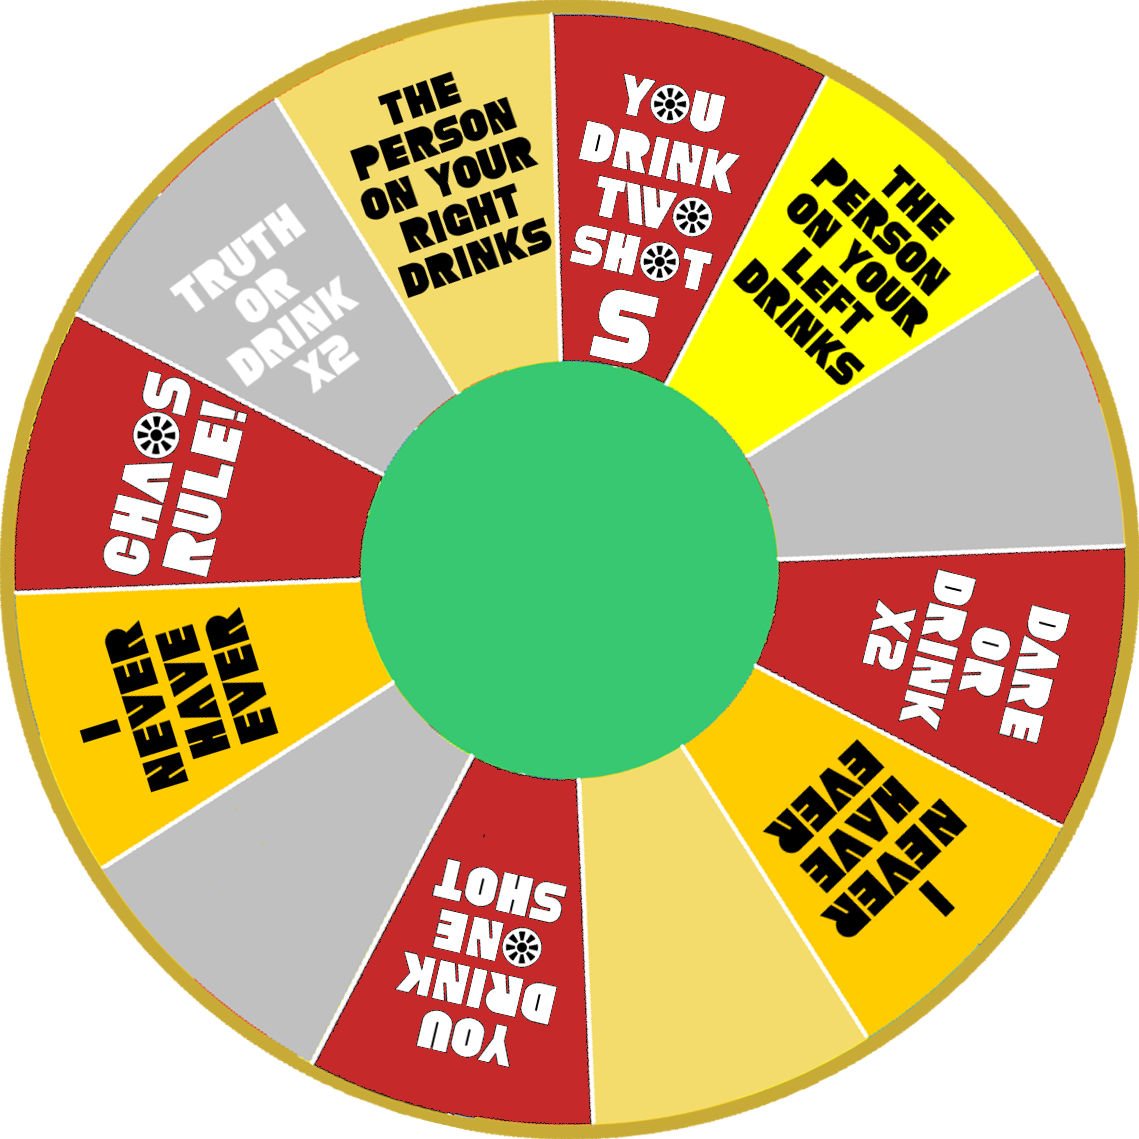 YOU
DRINK
TWO
SHOT
S
THE
PERSON
ON YOUR
LEFT
DRINKS
DARE
OR
DRINK
X2
I
NEVER
HAVE
EVER
YOU
DRINK
ONE
SHOT
I
NEVER
HAVE
EVER
CHAOS
RULE!
TRUTH
OR
DRINK
X2
THE
PERSON
ON YOUR
RIGHT
DRINKS